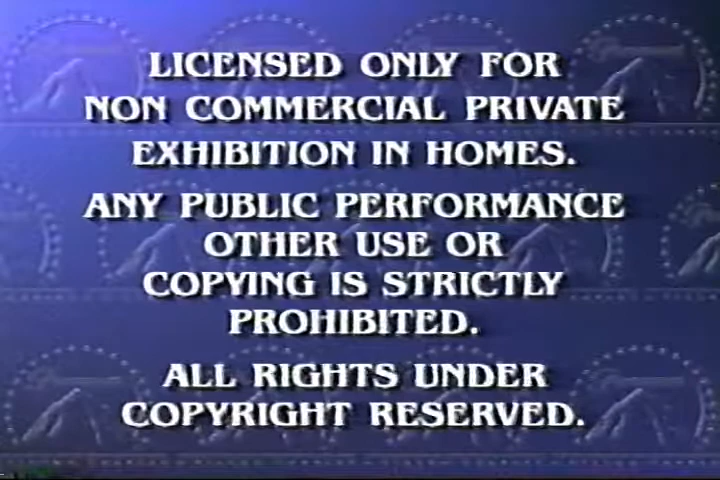 LICENSED ONLY FOR
NON COMMERCIAL PRIVATE
EXHIBITION IN HOMES.
ANY PUBLIC PERFORMANCE
OTHER USE OR
COPYING IS STRICTLY
PROHIBITED.
ALL RIGHTS UNDER
COPYRIGHT RESERVED.